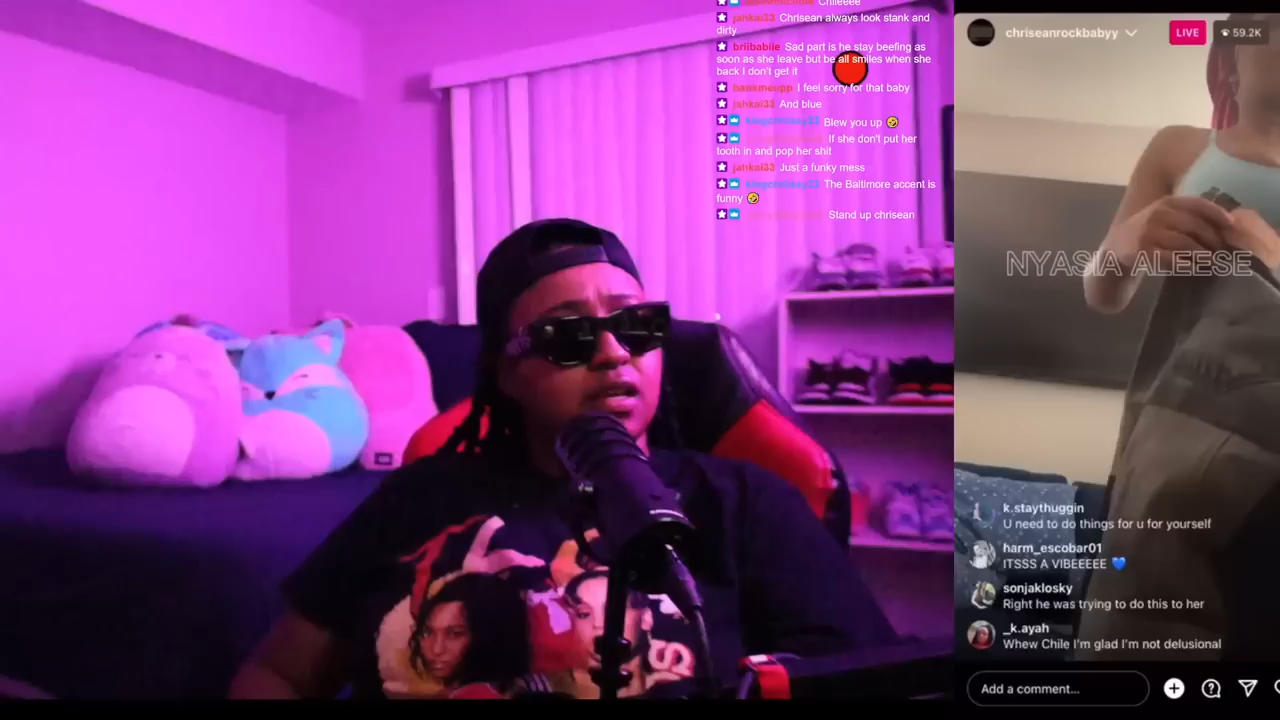 Chileeee
jahkai33 Chrisean always look stank and
dirty
briibabiie Sad part is he stay beefing as
soon as she leave but be all smiles when she
back I don't get it
I feel sorry for that baby
jahkai33 And blue
Blew you up
If she don't put her
tooth in and pop her shit
jahkai33 Just a funky mess
The Baltimore accent is
funny
Stand up chrisean
chriseanrockbabyy
LIVE
59.2K
NYASIA ALEESE
k.staythuggin
U need to do things for u for yourself
harm_escobar01
ITSSS A VIBEEEEE 💙
sonjaklosky
Right he was trying to do this to her
_k.ayah
Whew Chile I'm glad I'm not delusional
Add a comment...